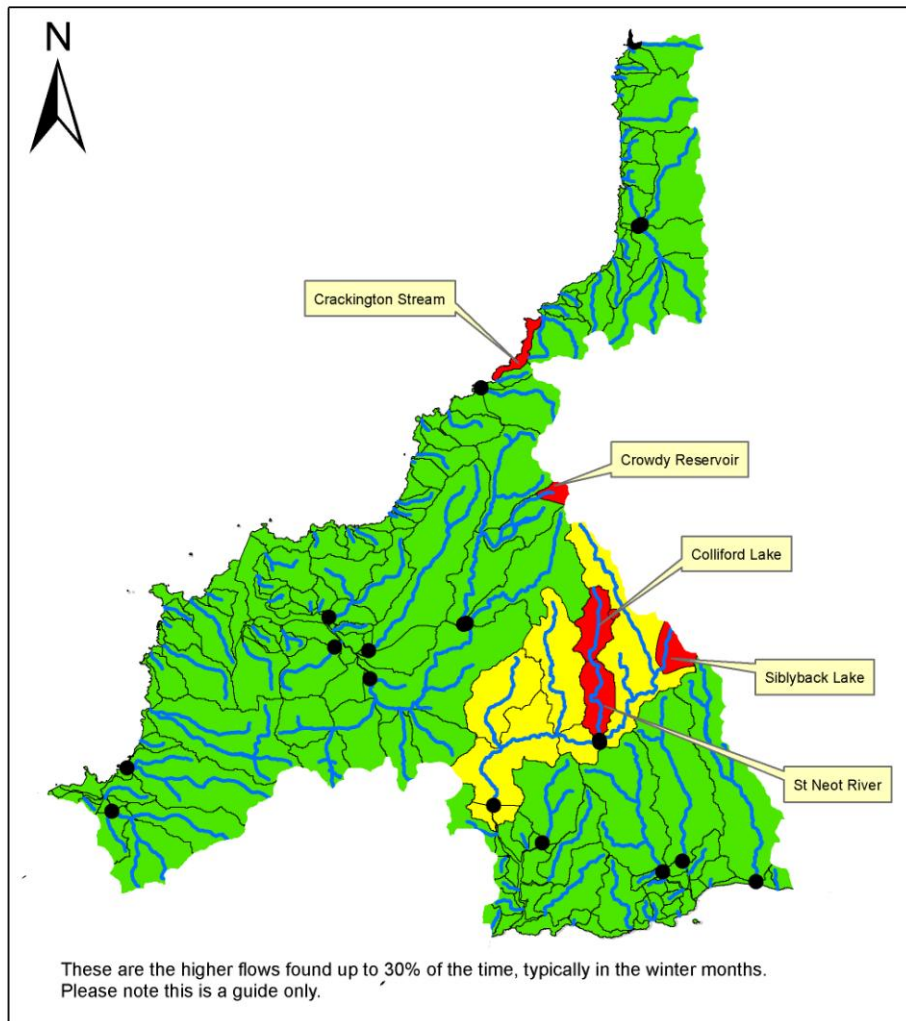 N
Crackington Stream
Crowdy Reservoir
Colliford Lake
Siblyback Lake
St Neot River
These are the higher flows found up to 30% of the time, typically in the winter months.
Please note this is a guide only.